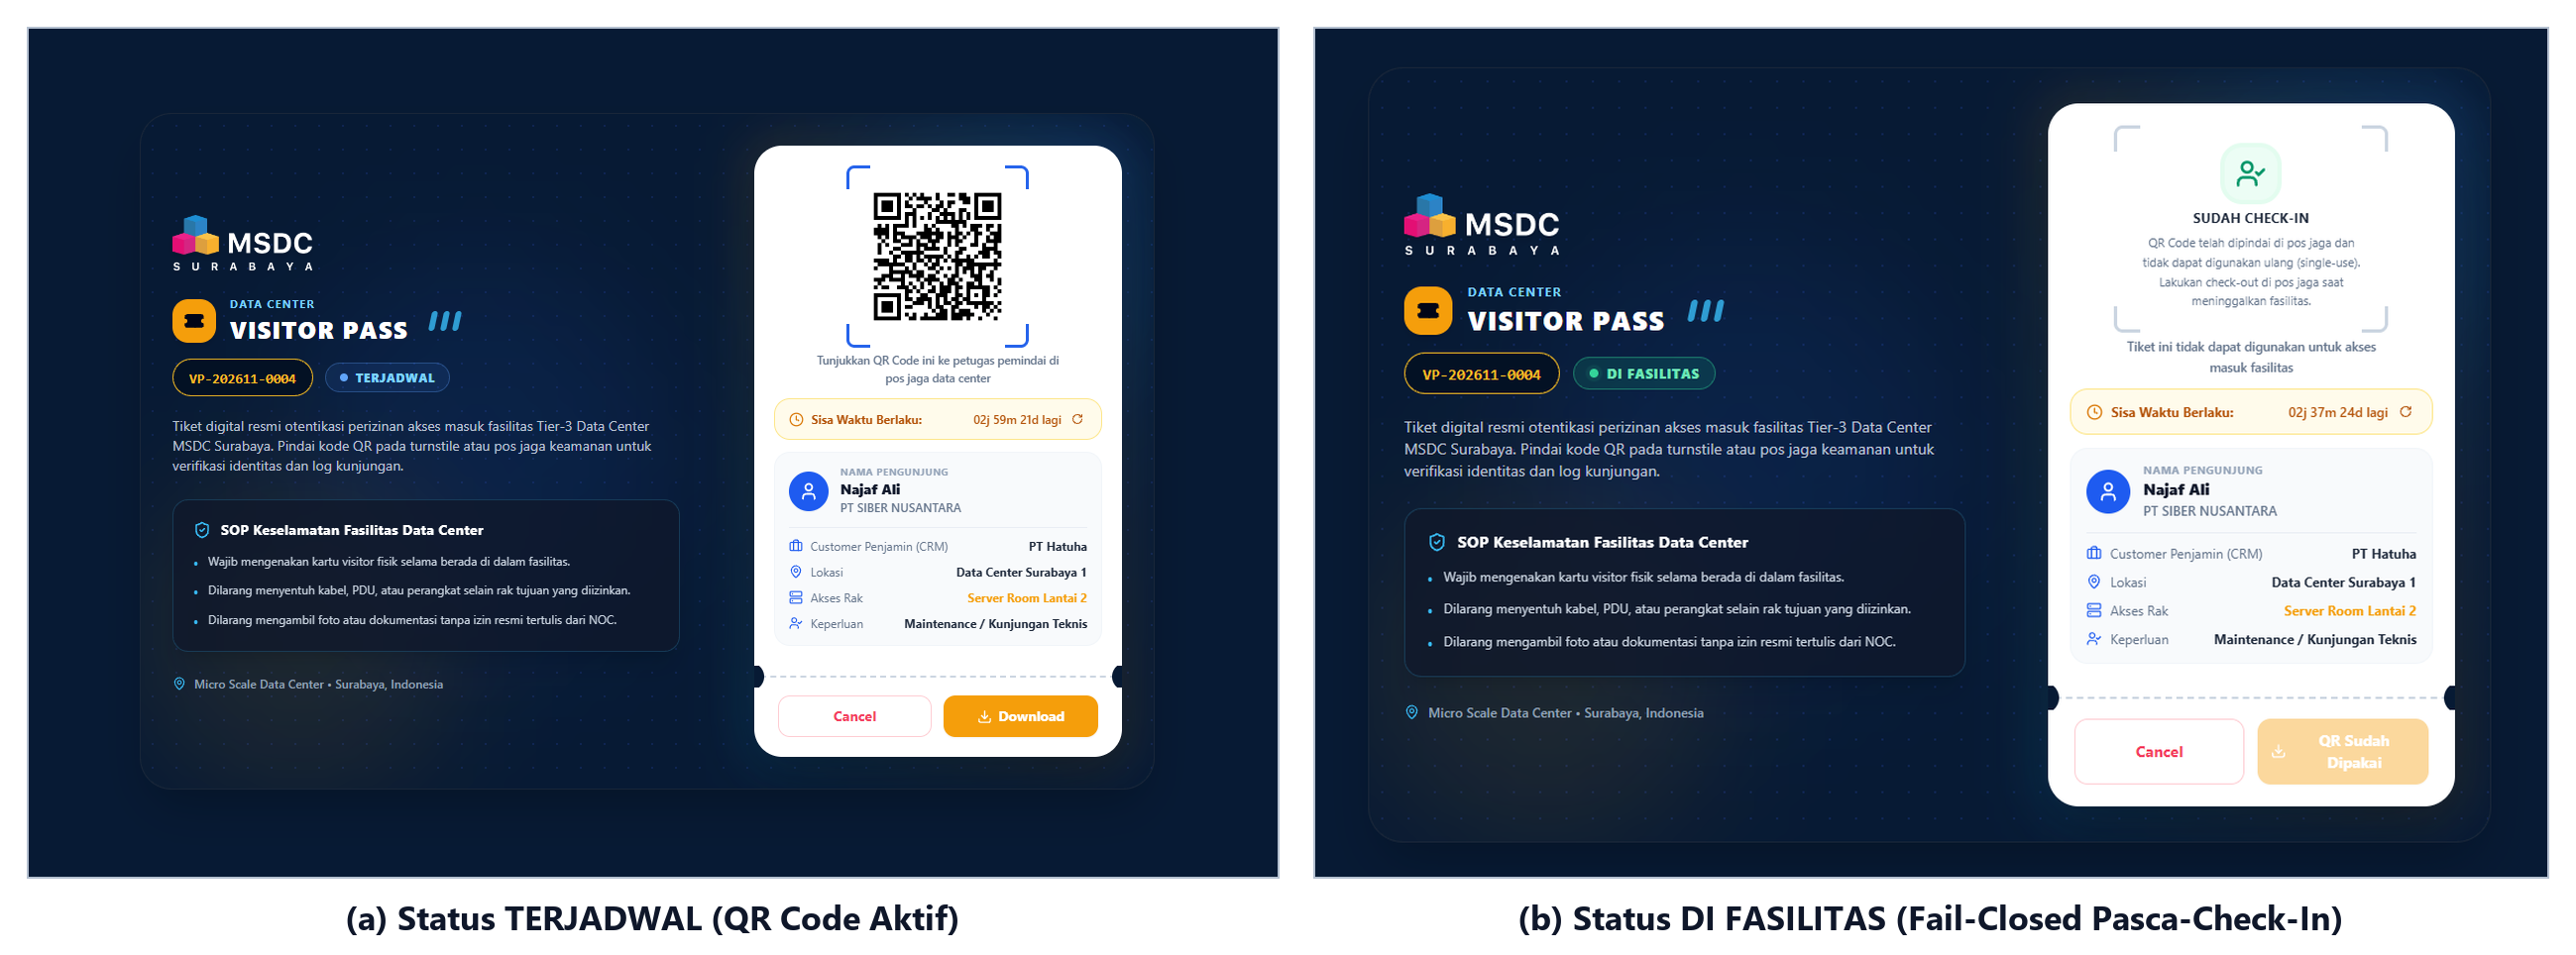 MSDC
SURABAYA
DATA CENTER
VISITOR PASS
VP-202611-0004
TERJADWAL
Tiket digital resmi otentikasi perizinan akses masuk fasilitas Tier-3 Data Center
MSDC Surabaya. Pindai kode QR pada turnstile atau pos jaga keamanan untuk
verifikasi identitas dan log kunjungan.
SOP Keselamatan Fasilitas Data Center
• Wajib mengenakan kartu visitor fisik selama berada di dalam fasilitas.
• Dilarang menyentuh kabel, PDU, atau perangkat selain rak tujuan yang diizinkan.
• Dilarang mengambil foto atau dokumentasi tanpa izin resmi tertulis dari NOC.
Micro Scale Data Center • Surabaya, Indonesia
Tunjukkan QR Code ini ke petugas pemindai di
pos jaga data center
Sisa Waktu Berlaku: 02j 59m 21d lagi
NAMA PENGUNJUNG
Najaf Ali
PT SIBER NUSANTARA
Customer Penjamin (CRM) PT Hatuha
Lokasi Data Center Surabaya 1
Akses Rak Server Room Lantai 2
Keperluan Maintenance / Kunjungan Teknis
Cancel Download
(a) Status TERJADWAL (QR Code Aktif)
MSDC
SURABAYA
DATA CENTER
VISITOR PASS
VP-202611-0004
DI FASILITAS
Tiket digital resmi otentikasi perizinan akses masuk fasilitas Tier-3 Data Center
MSDC Surabaya. Pindai kode QR pada turnstile atau pos jaga keamanan untuk
verifikasi identitas dan log kunjungan.
SOP Keselamatan Fasilitas Data Center
• Wajib mengenakan kartu visitor fisik selama berada di dalam fasilitas.
• Dilarang menyentuh kabel, PDU, atau perangkat selain rak tujuan yang diizinkan.
• Dilarang mengambil foto atau dokumentasi tanpa izin resmi tertulis dari NOC.
Micro Scale Data Center • Surabaya, Indonesia
SUDAH CHECK-IN
QR Code telah dipindai di pos jaga dan
tidak dapat digunakan ulang (single-use).
Lakukan check-out di pos jaga saat
meninggalkan fasilitas.
Tiket ini tidak dapat digunakan untuk akses
masuk fasilitas
Sisa Waktu Berlaku: 02j 37m 24d lagi
NAMA PENGUNJUNG
Najaf Ali
PT SIBER NUSANTARA
Customer Penjamin (CRM) PT Hatuha
Lokasi Data Center Surabaya 1
Akses Rak Server Room Lantai 2
Keperluan Maintenance / Kunjungan Teknis
Cancel
QR Sudah
Dipakai
(b) Status DI FASILITAS (Fail-Closed Pasca-Check-In)